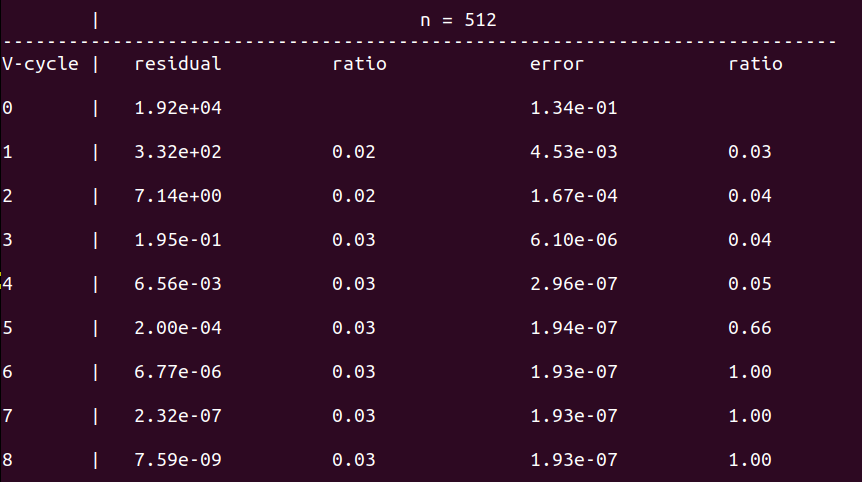 | n = 512
----------------------------------------------------------------------------
V-cycle | residual ratio error ratio
0 | 1.92e+04 1.34e-01
1 | 3.32e+02 0.02 4.53e-03 0.03
2 | 7.14e+00 0.02 1.67e-04 0.04
3 | 1.95e-01 0.03 6.10e-06 0.04
4 | 6.56e-03 0.03 2.96e-07 0.05
5 | 2.00e-04 0.03 1.94e-07 0.66
6 | 6.77e-06 0.03 1.93e-07 1.00
7 | 2.32e-07 0.03 1.93e-07 1.00
8 | 7.59e-09 0.03 1.93e-07 1.00